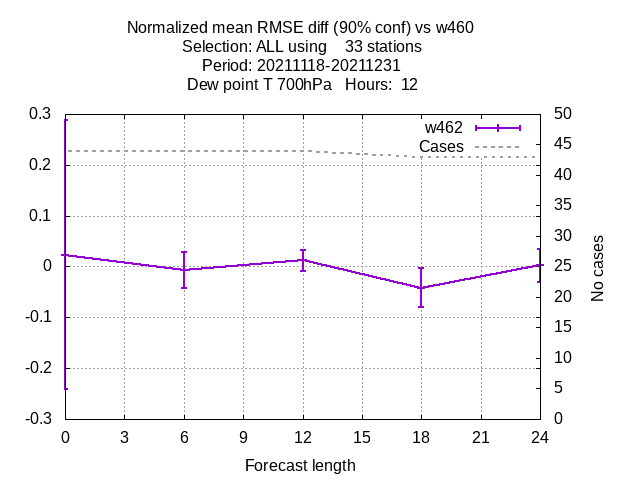 Normalized mean RMSE diff (90% conf) vs w460
Selection: ALL using    33 stations
Period: 20211118-20211231
Dew point T 700hPa   Hours:  12
w462
Cases
0.3
0.2
0.1
0
-0.1
-0.2
-0.3
50
45
40
35
30
25
20
15
10
5
0
No cases
0 3 6 9 12 15 18 21 24
Forecast length